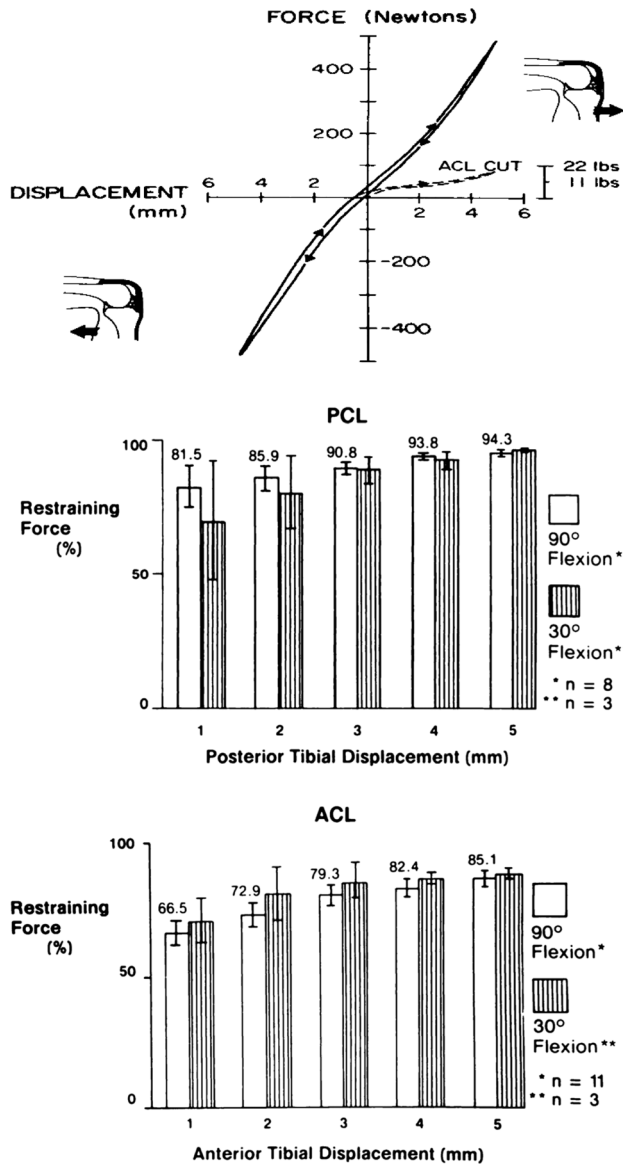 FORCE (Newtons)
400
200
ACL CUT
22 lbs
11 lbs
DISPLACEMENT
(mm)
6
4
2
2
4
6
-200
-400
PCL
Restraining
Force
(%)
100
50
0
81.5
85.9
90.8
93.8
94.3
1
2
3
4
5
Posterior Tibial Displacement (mm)
90°
Flexion*
30°
Flexion*
* n = 8
** n = 3
ACL
Restraining
Force
(%)
100
50
0
66.5
72.9
79.3
82.4
85.1
1
2
3
4
5
Anterior Tibial Displacement (mm)
90°
Flexion*
30°
Flexion**
* n = 11
** n = 3